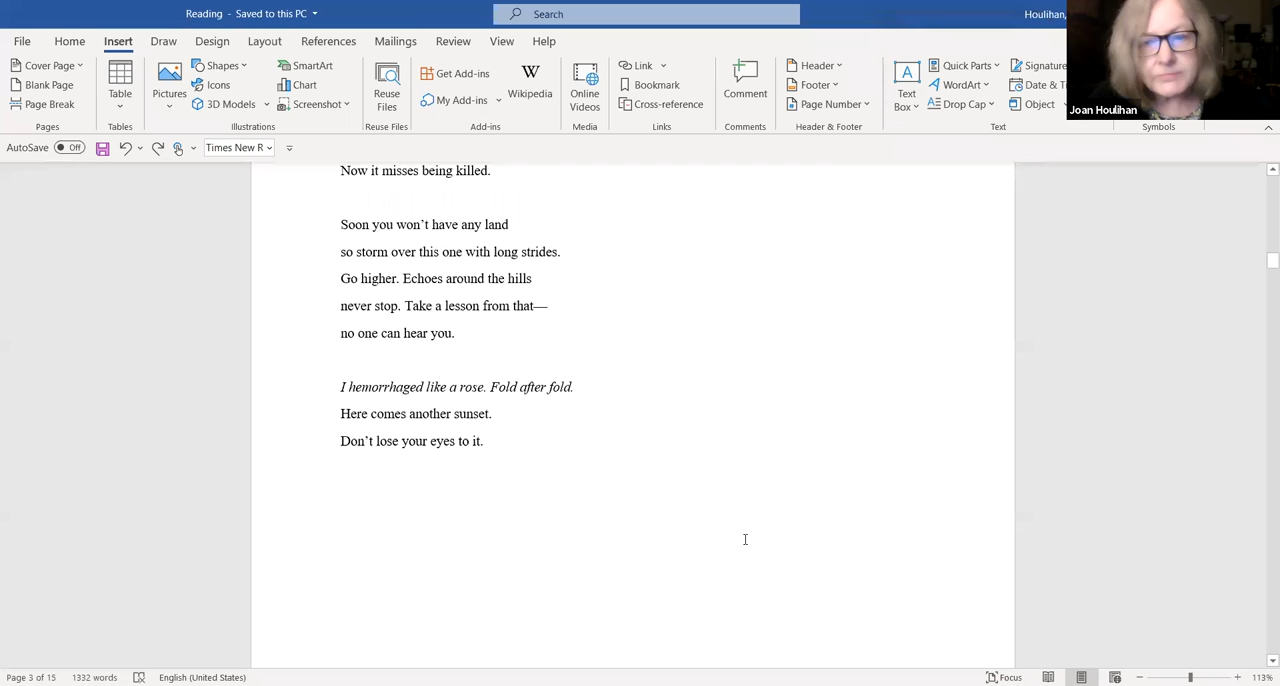 Reading - Saved to this PC
Search
Houlihan,
File Home Insert Draw Design Layout References Mailings Review View Help
Cover Page
Blank Page
Page Break
Pages
Table
Tables
Pictures
Shapes
Icons
3D Models
SmartArt
Chart
Screenshot
Illustrations
Reuse Files
Reuse Files
Get Add-ins
My Add-ins
Wikipedia
Add-ins
Online Videos
Media
Link
Bookmark
Cross-reference
Links
Comment
Comments
Header
Footer
Page Number
Header & Footer
Text Box
Quick Parts
WordArt
Drop Cap
Signature
Date & Ti
Object
Text
Symbols
Joan Houlihan
AutoSave Off Times New R
Now it misses being killed.
Soon you won’t have any land
so storm over this one with long strides.
Go higher. Echoes around the hills
never stop. Take a lesson from that—
no one can hear you.
I hemorrhaged like a rose. Fold after fold.
Here comes another sunset.
Don’t lose your eyes to it.
Page 3 of 15 1332 words English (United States) Focus 113%